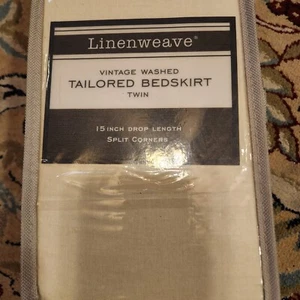 Linenweave®
VINTAGE WASHED
TAILORED BEDSKIRT
TWIN
15 INCH DROP LENGTH
SPLIT CORNERS